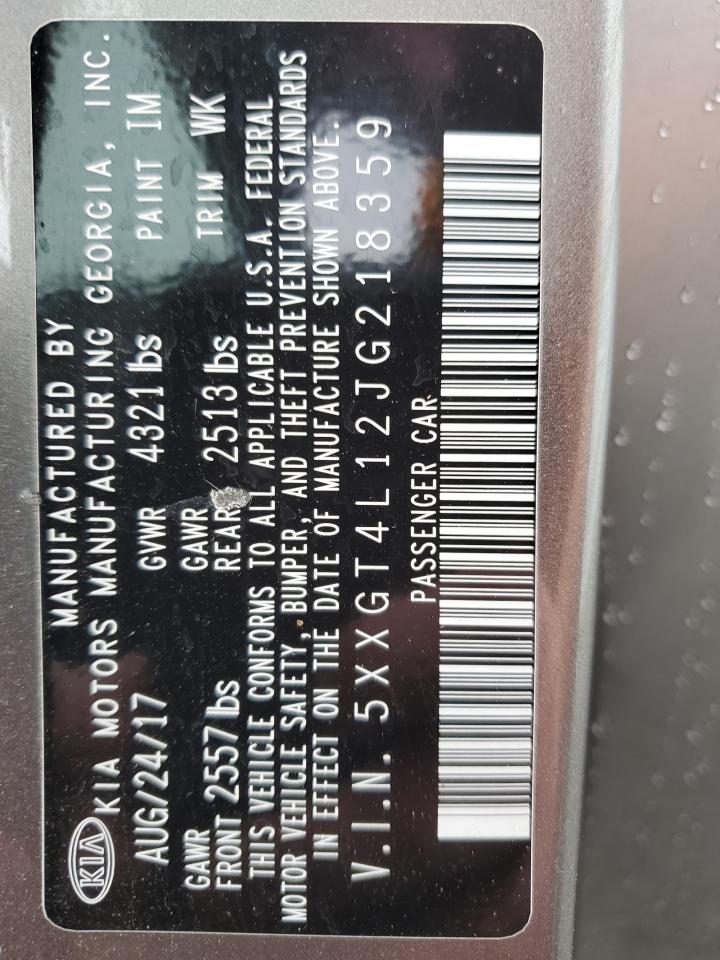 KIA
MANUFACTURED BY
KIA MOTORS MANUFACTURING GEORGIA, INC.
AUG/24/17 GVWR 4321 lbs PAINT IM
GAWR FRONT 2557 lbs GAWR REAR 2513 lbs TRIM WK
THIS VEHICLE CONFORMS TO ALL APPLICABLE U.S.A. FEDERAL
MOTOR VEHICLE SAFETY, BUMPER, AND THEFT PREVENTION STANDARDS
IN EFFECT ON THE DATE OF MANUFACTURE SHOWN ABOVE.
V.I.N. 5XXGT4L12JG218359
PASSENGER CAR